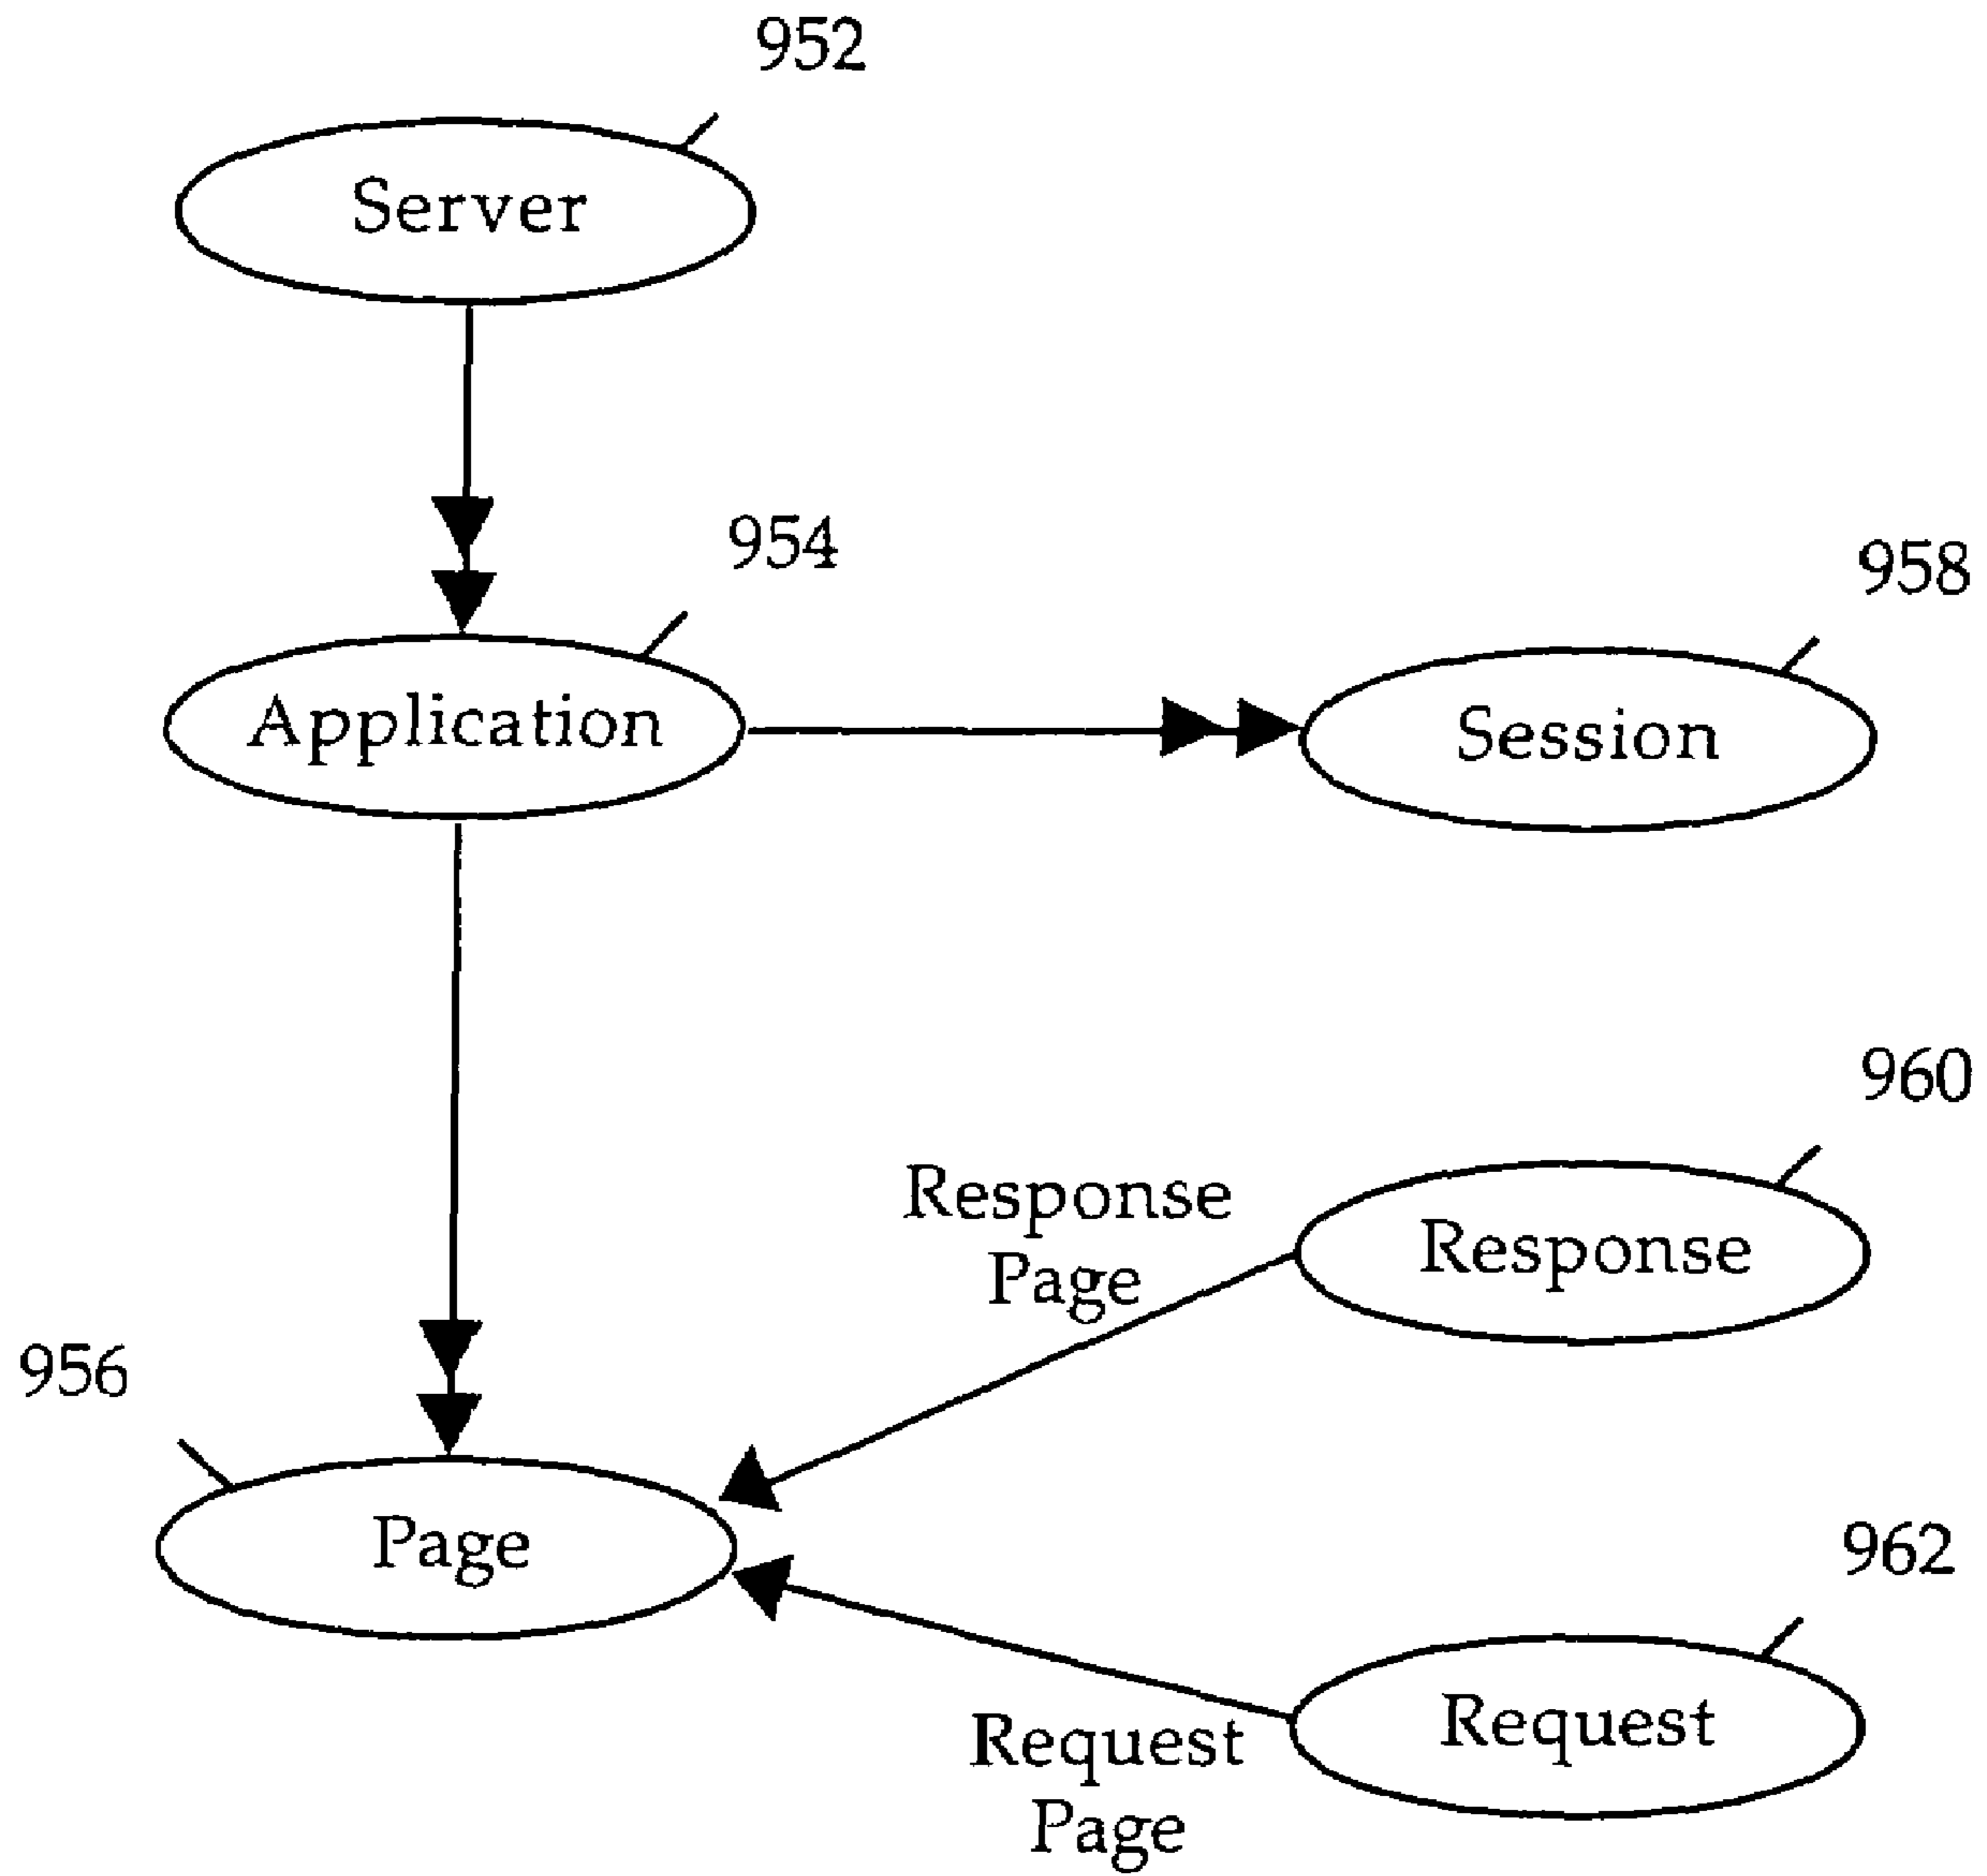 952
Server
954
958
Application
Session
960
Response
Page
Response
956
Page
962
Request
Request
Page